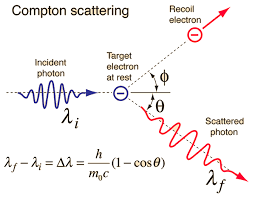 Compton scattering
Recoil
electron
Incident
photon
Target
electron
at rest
ϕ
θ
λi
Scattered
photon
λf − λi = Δλ = h/m₀c (1 − cosθ)
λf